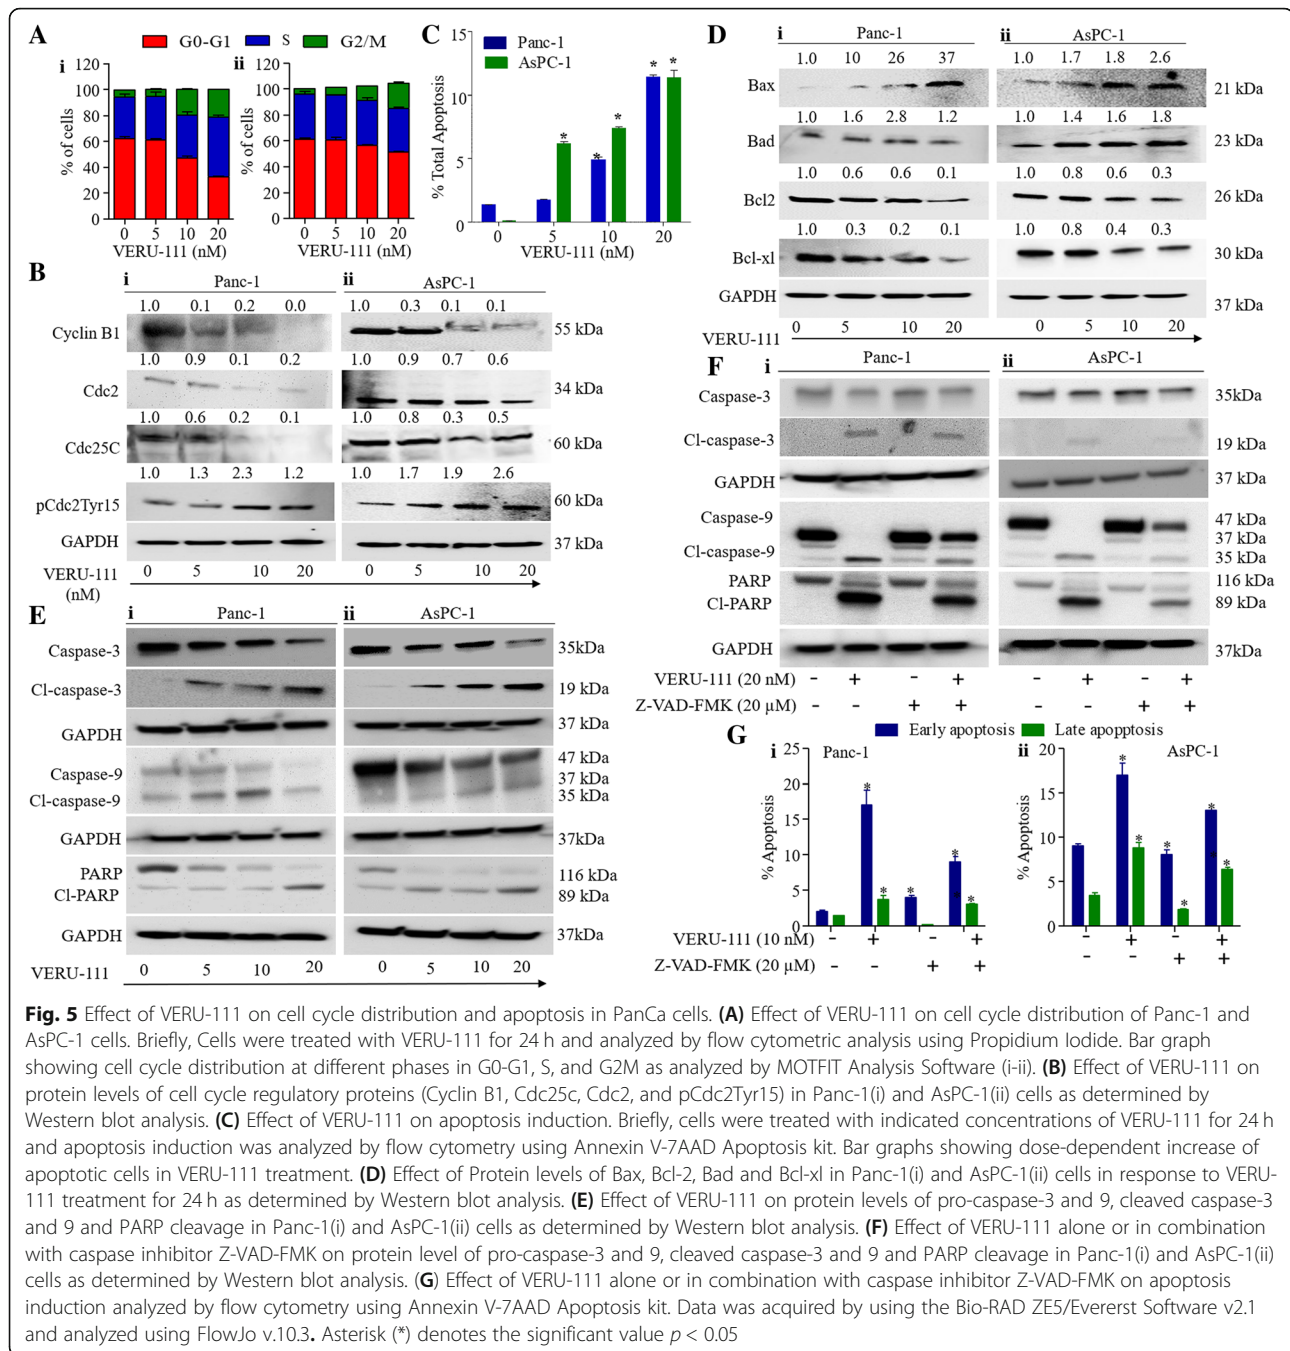 A
G0-G1 S G2/M
i
ii
% of cells
120
100
80
60
40
20
0
0 5 10 20
% of cells
120
100
80
60
40
20
0
0 5 10 20
VERU-111 (nM)
C
Panc-1
AsPC-1
% Total Apoptosis
15
10
5
0
* * * * *
0 5 10 20
VERU-111 (nM)
B
i Panc-1
ii AsPC-1
1.0 0.1 0.2 0.0 1.0 0.3 0.1 0.1
Cyclin B1 55 kDa
1.0 0.9 0.1 0.2 1.0 0.9 0.7 0.6
Cdc2 34 kDa
1.0 0.6 0.2 0.1 1.0 0.8 0.3 0.5
Cdc25C 60 kDa
1.0 1.3 2.3 1.2 1.0 1.7 1.9 2.6
pCdc2Tyr15 60 kDa
GAPDH 37 kDa
VERU-111 0 5 10 20 0 5 10 20
(nM)
D
i Panc-1
ii AsPC-1
1.0 10 26 37 1.0 1.7 1.8 2.6
Bax 21 kDa
1.0 1.6 2.8 1.2 1.0 1.4 1.6 1.8
Bad 23 kDa
1.0 0.6 0.6 0.1 1.0 0.8 0.6 0.3
Bcl2 26 kDa
1.0 0.3 0.2 0.1 1.0 0.8 0.4 0.3
Bcl-xl 30 kDa
GAPDH 37 kDa
0 5 10 20 0 5 10 20
VERU-111
E
i Panc-1
ii AsPC-1
Caspase-3 35kDa
Cl-caspase-3 19 kDa
GAPDH 37 kDa
47 kDa
Caspase-9 37 kDa
Cl-caspase-9 35 kDa
GAPDH 37kDa
PARP 116 kDa
Cl-PARP 89 kDa
GAPDH 37kDa
VERU-111 0 5 10 20 0 5 10 20
F
i Panc-1
ii AsPC-1
Caspase-3 35kDa
Cl-caspase-3 19 kDa
GAPDH 37 kDa
Caspase-9 47 kDa
37 kDa
Cl-caspase-9 35 kDa
PARP 116 kDa
Cl-PARP 89 kDa
GAPDH 37kDa
VERU-111 (20 nM) - + - + - + - +
Z-VAD-FMK (20 µM) - - + + - - + +
G
Early apoptosis Late apopptosis
i Panc-1
ii AsPC-1
% Apoptosis
25
20
15
10
5
0
* * * * *
% Apoptosis
20
15
10
5
0
* * * * * *
VERU-111 (10 nM) - + - + - + - +
Z-VAD-FMK (20 µM) - - + + - - + +
Fig. 5 Effect of VERU-111 on cell cycle distribution and apoptosis in PanCa cells. (A) Effect of VERU-111 on cell cycle distribution of Panc-1 and
AsPC-1 cells. Briefly, Cells were treated with VERU-111 for 24 h and analyzed by flow cytometric analysis using Propidium Iodide. Bar graph
showing cell cycle distribution at different phases in G0-G1, S, and G2M as analyzed by MOTFIT Analysis Software (i-ii). (B) Effect of VERU-111 on
protein levels of cell cycle regulatory proteins (Cyclin B1, Cdc25c, Cdc2, and pCdc2Tyr15) in Panc-1(i) and AsPC-1(ii) cells as determined by
Western blot analysis. (C) Effect of VERU-111 on apoptosis induction. Briefly, cells were treated with indicated concentrations of VERU-111 for 24 h
and apoptosis induction was analyzed by flow cytometry using Annexin V-7AAD Apoptosis kit. Bar graphs showing dose-dependent increase of
apoptotic cells in VERU-111 treatment. (D) Effect of Protein levels of Bax, Bcl-2, Bad and Bcl-xl in Panc-1(i) and AsPC-1(ii) cells in response to VERU-
111 treatment for 24 h as determined by Western blot analysis. (E) Effect of VERU-111 on protein levels of pro-caspase-3 and 9, cleaved caspase-3
and 9 and PARP cleavage in Panc-1(i) and AsPC-1(ii) cells as determined by Western blot analysis. (F) Effect of VERU-111 alone or in combination
with caspase inhibitor Z-VAD-FMK on protein level of pro-caspase-3 and 9, cleaved caspase-3 and 9 and PARP cleavage in Panc-1(i) and AsPC-1(ii)
cells as determined by Western blot analysis. (G) Effect of VERU-111 alone or in combination with caspase inhibitor Z-VAD-FMK on apoptosis
induction analyzed by flow cytometry using Annexin V-7AAD Apoptosis kit. Data was acquired by using the Bio-RAD ZE5/Evererst Software v2.1
and analyzed using FlowJo v.10.3. Asterisk (*) denotes the significant value p < 0.05